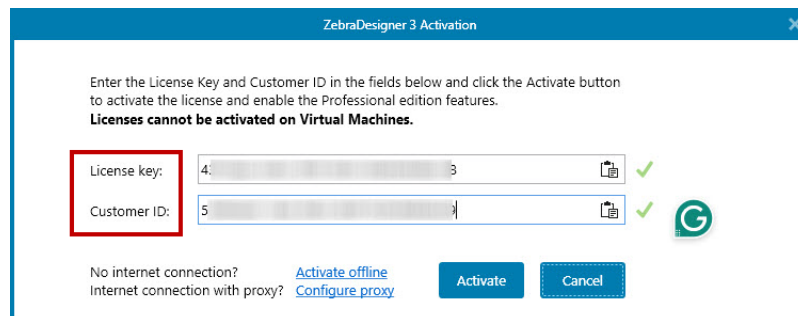 ZebraDesigner 3 Activation
Enter the License Key and Customer ID in the fields below and click the Activate button
to activate the license and enable the Professional edition features.
Licenses cannot be activated on Virtual Machines.
License key:
Customer ID:
No internet connection? Activate offline
Internet connection with proxy? Configure proxy
Activate Cancel